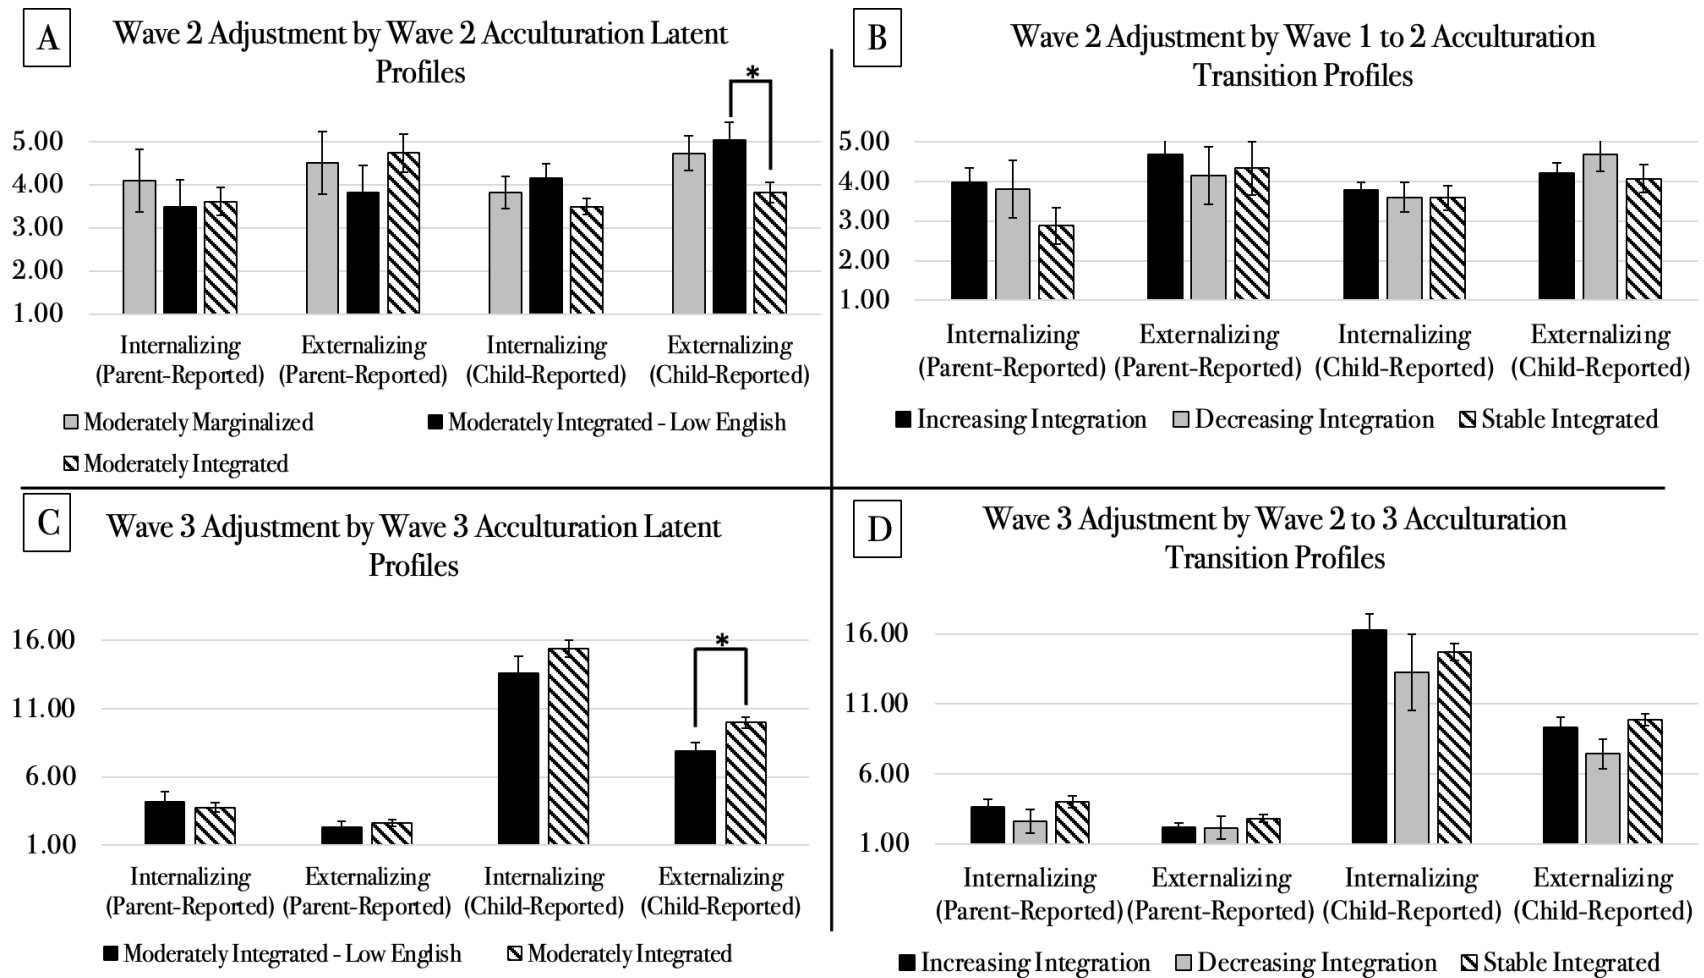 A
Wave 2 Adjustment by Wave 2 Acculturation Latent
Profiles
*
5.00
4.00
3.00
2.00
1.00
Internalizing
(Parent-Reported)
Externalizing
(Parent-Reported)
Internalizing
(Child-Reported)
Externalizing
(Child-Reported)
Moderately Marginalized
Moderately Integrated - Low English
Moderately Integrated
B
Wave 2 Adjustment by Wave 1 to 2 Acculturation
Transition Profiles
5.00
4.00
3.00
2.00
1.00
Internalizing
(Parent-Reported)
Externalizing
(Parent-Reported)
Internalizing
(Child-Reported)
Externalizing
(Child-Reported)
Increasing Integration
Decreasing Integration
Stable Integrated
C
Wave 3 Adjustment by Wave 3 Acculturation Latent
Profiles
*
16.00
11.00
6.00
1.00
Internalizing
(Parent-Reported)
Externalizing
(Parent-Reported)
Internalizing
(Child-Reported)
Externalizing
(Child-Reported)
Moderately Integrated - Low English
Moderately Integrated
D
Wave 3 Adjustment by Wave 2 to 3 Acculturation
Transition Profiles
16.00
11.00
6.00
1.00
Internalizing
(Parent-Reported)
Externalizing
(Parent-Reported)
Internalizing
(Child-Reported)
Externalizing
(Child-Reported)
Increasing Integration
Decreasing Integration
Stable Integrated